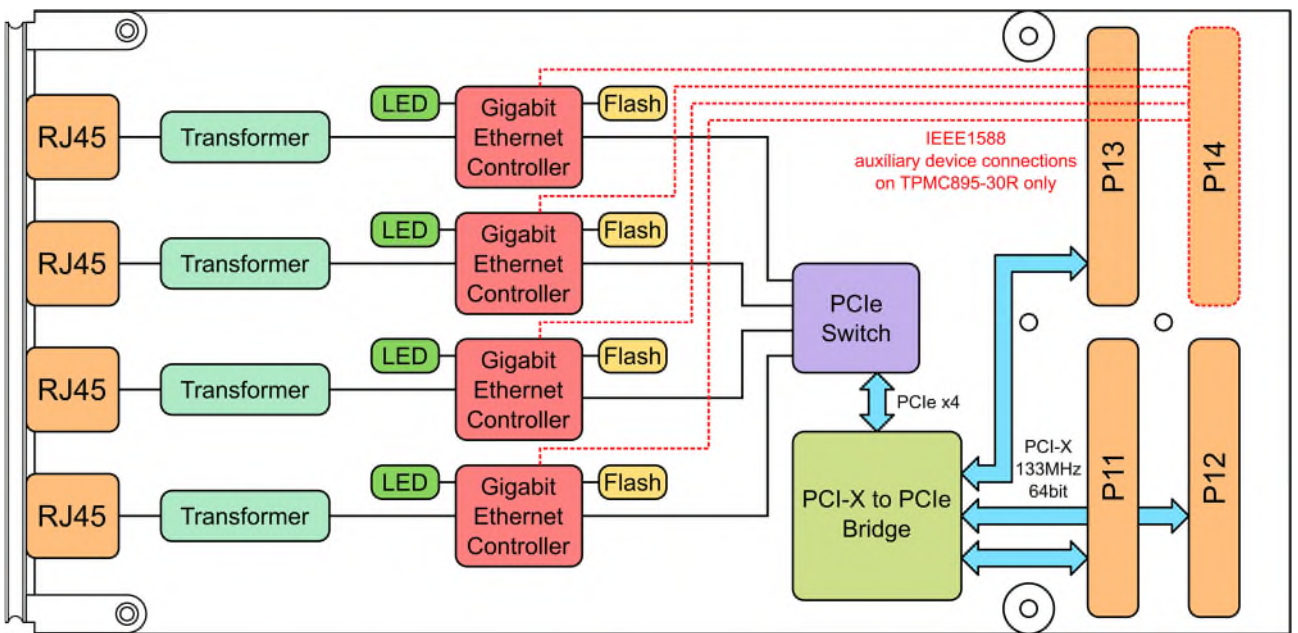 LED
Gigabit
Ethernet
Controller
Flash
RJ45
Transformer
IEEE1588
auxiliary device connections
on TPMC895-30R only
P13
P14
LED
Gigabit
Ethernet
Controller
Flash
RJ45
Transformer
PCIe
Switch
LED
Gigabit
Ethernet
Controller
Flash
RJ45
Transformer
PCIe x4
LED
Gigabit
Ethernet
Controller
Flash
RJ45
Transformer
PCI-X to PCIe
Bridge
PCI-X
133MHz
64bit
P11
P12